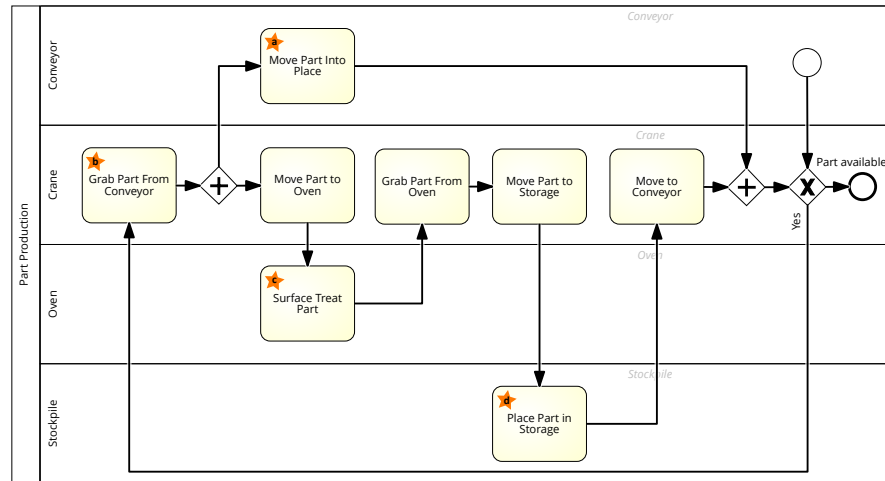 Part Production
Conveyor
Conveyor
a
Move Part Into
Place
Crane
Crane
b
Grab Part From
Conveyor
Move Part to
Oven
Grab Part From
Oven
Move Part to
Storage
Move to
Conveyor
X
Part available
Yes
Oven
Oven
c
Surface Treat
Part
Stockpile
Stockpile
d
Place Part in
Storage